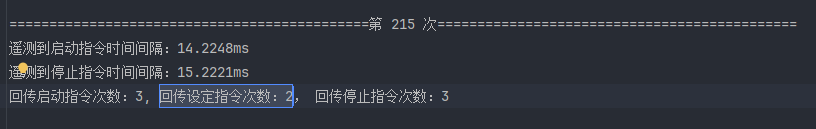 ============================================第 215 次============================================
遥测到启动指令时间间隔：14.2248ms
遥测到停止指令时间间隔：15.2221ms
回传启动指令次数：3, 回传设定指令次数：2， 回传停止指令次数：3